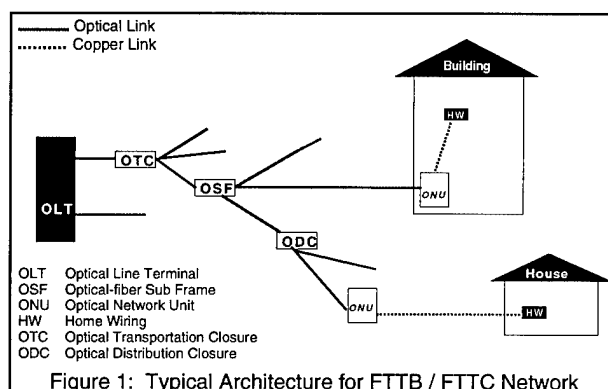 Optical Link
Copper Link
Building
HW
OTC
OSF
ONU
OLT
ODC
House
ONU
HW
OLT Optical Line Terminal
OSF Optical-fiber Sub Frame
ONU Optical Network Unit
HW Home Wiring
OTC Optical Transportation Closure
ODC Optical Distribution Closure
Figure 1: Typical Architecture for FTTB / FTTC Network